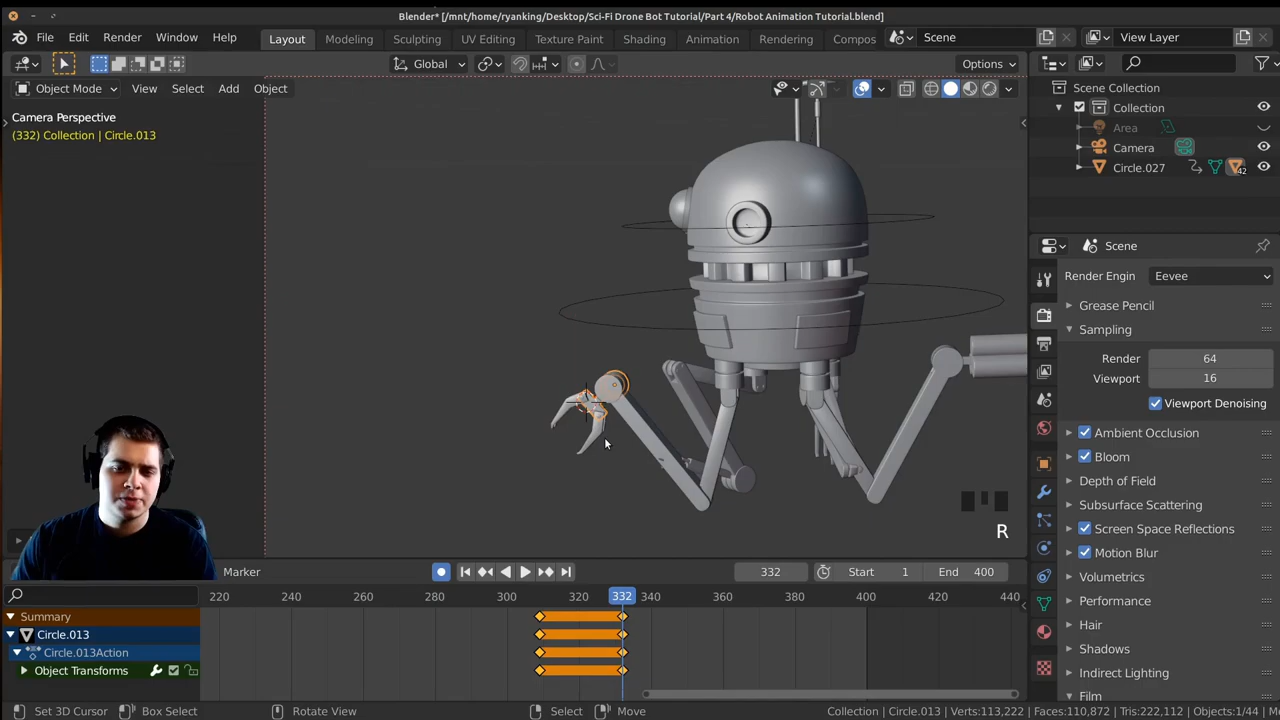 Blender* [/mnt/home/ryanking/Desktop/Sci-Fi Drone Bot Tutorial/Part 4/Robot Animation Tutorial.blend]
File Edit Render Window Help Layout Modeling Sculpting UV Editing Texture Paint Shading Animation Rendering Compos Scene View Layer
Global Options
Object Mode View Select Add Object
Camera Perspective
(332) Collection | Circle.013
Scene Collection
Collection
Area
Camera
Circle.027
42
Scene
Render Engin Eevee
Grease Pencil
Sampling
Render 64
Viewport 16
Viewport Denoising
Ambient Occlusion
Bloom
Depth of Field
Subsurface Scattering
Screen Space Reflections
Motion Blur
Volumetrics
Performance
Hair
Shadows
Indirect Lighting
Film
R
Marker 332 Start 1 End 400
220 240 260 280 300 320 332 340 360 380 400 420 440
Summary
Circle.013
Circle.013Action
Object Transforms
Set 3D Cursor Box Select Rotate View Select Move Collection | Circle.013 | Verts:113,222 | Faces:110,872 | Tris:222,112 | Objects:1/44 | Mem